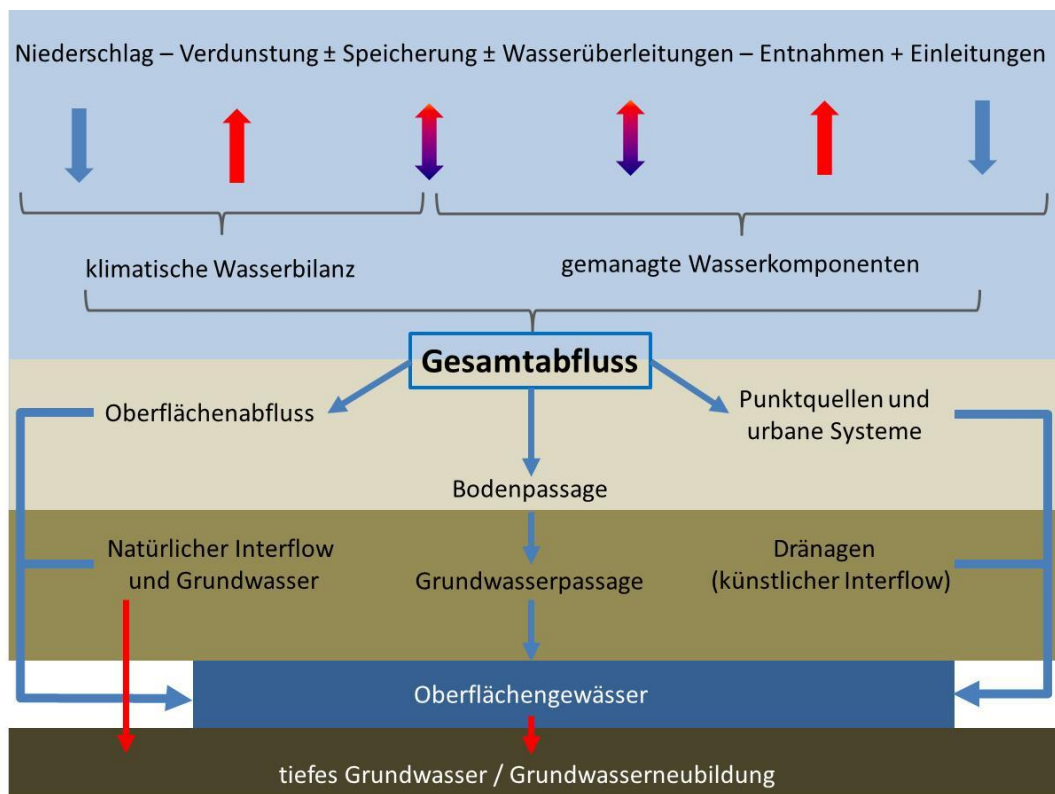 Niederschlag – Verdunstung ± Speicherung ± Wasserüberleitungen – Entnahmen + Einleitungen
klimatische Wasserbilanz
gemanagte Wasserkomponenten
Gesamtabfluss
Oberflächenabfluss
Punktquellen und
urbane Systeme
Bodenpassage
Natürlicher Interflow
und Grundwasser
Grundwasserpassage
Dränagen
(künstlicher Interflow)
Oberflächengewässer
tiefes Grundwasser / Grundwasserneubildung